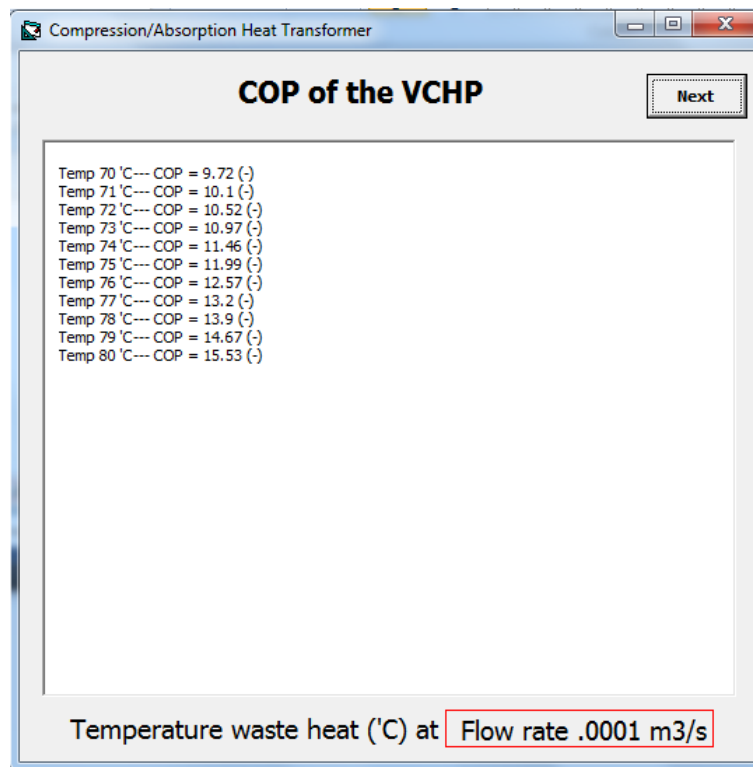 Compression/Absorption Heat Transformer
COP of the VCHP
Next
Temp 70 'C--- COP = 9.72 (-)
Temp 71 'C--- COP = 10.1 (-)
Temp 72 'C--- COP = 10.52 (-)
Temp 73 'C--- COP = 10.97 (-)
Temp 74 'C--- COP = 11.46 (-)
Temp 75 'C--- COP = 11.99 (-)
Temp 76 'C--- COP = 12.57 (-)
Temp 77 'C--- COP = 13.2 (-)
Temp 78 'C--- COP = 13.9 (-)
Temp 79 'C--- COP = 14.67 (-)
Temp 80 'C--- COP = 15.53 (-)
Temperature waste heat ('C) at Flow rate .0001 m3/s